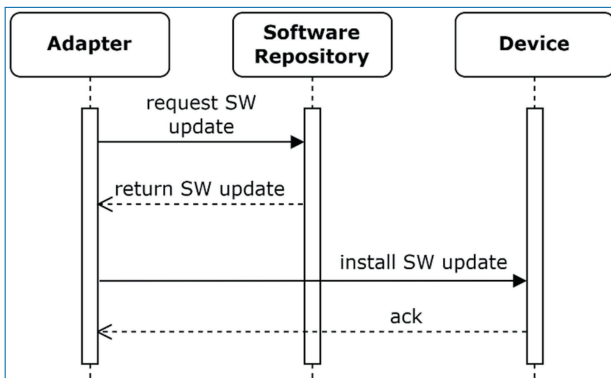 Adapter
Software
Repository
Device
request SW
update
return SW update
install SW update
ack